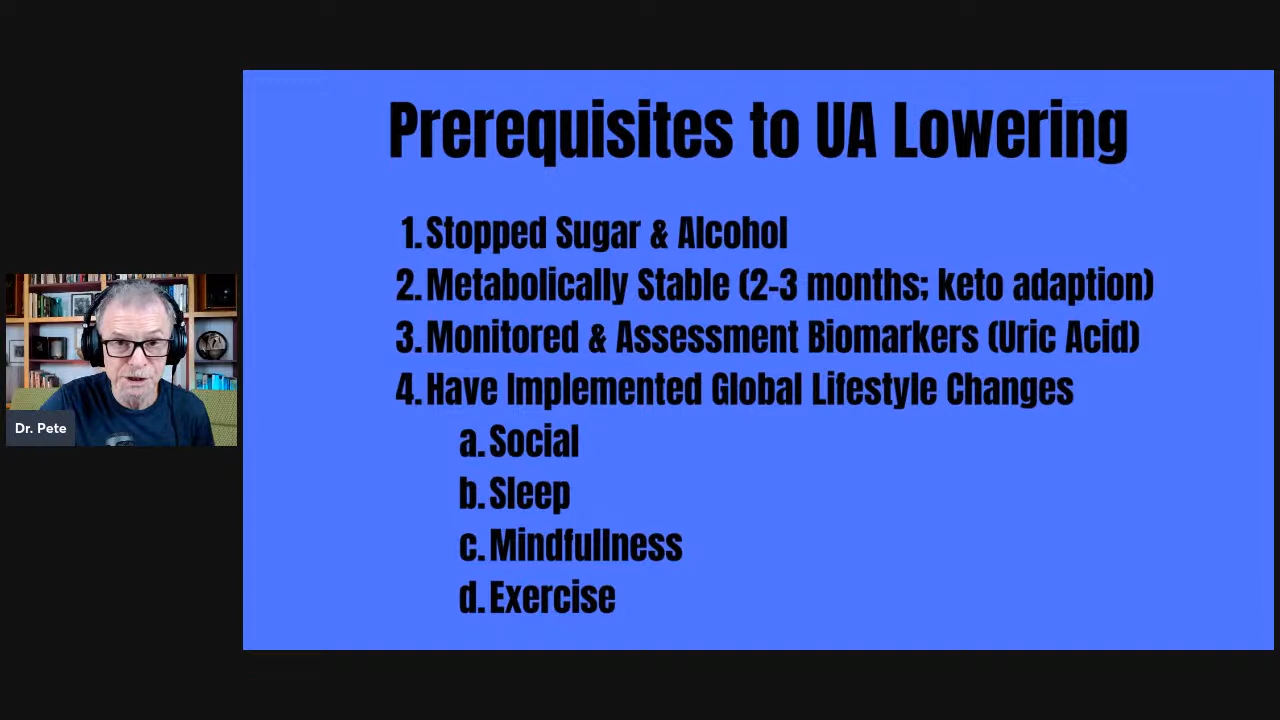 Prerequisites to UA Lowering
1. Stopped Sugar & Alcohol
2. Metabolically Stable (2-3 months; keto adaption)
3. Monitored & Assessment Biomarkers (Uric Acid)
4. Have Implemented Global Lifestyle Changes
a. Social
b. Sleep
c. Mindfullness
d. Exercise
Dr. Pete